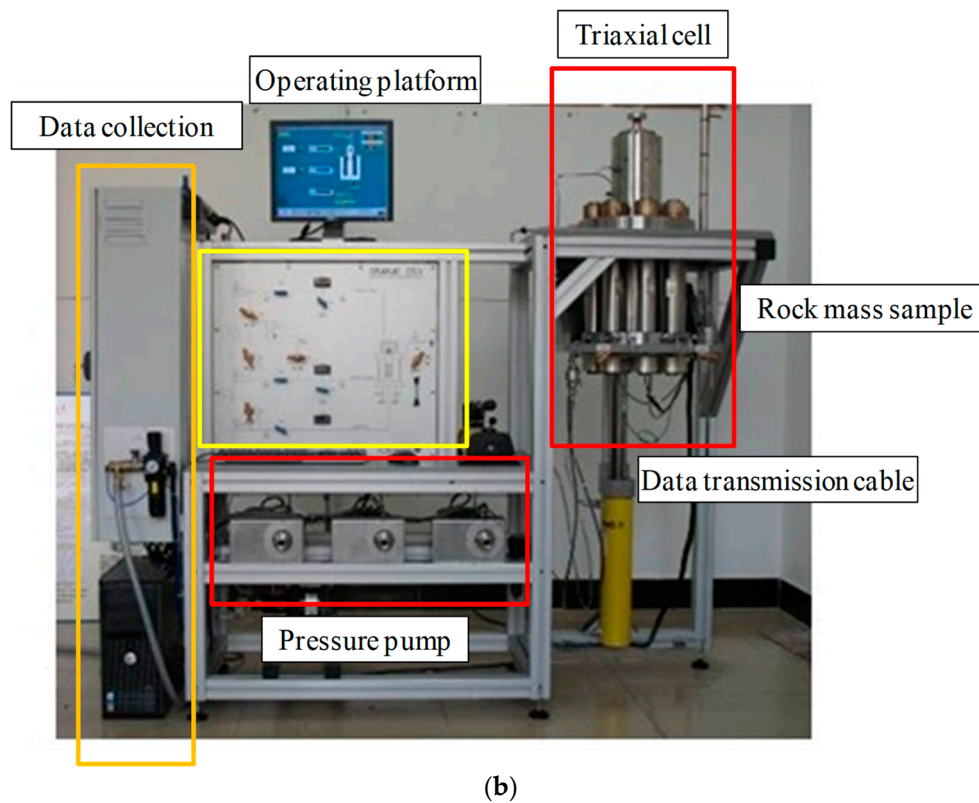 Triaxial cell
Operating platform
Data collection
Rock mass sample
Data transmission cable
Pressure pump
(b)